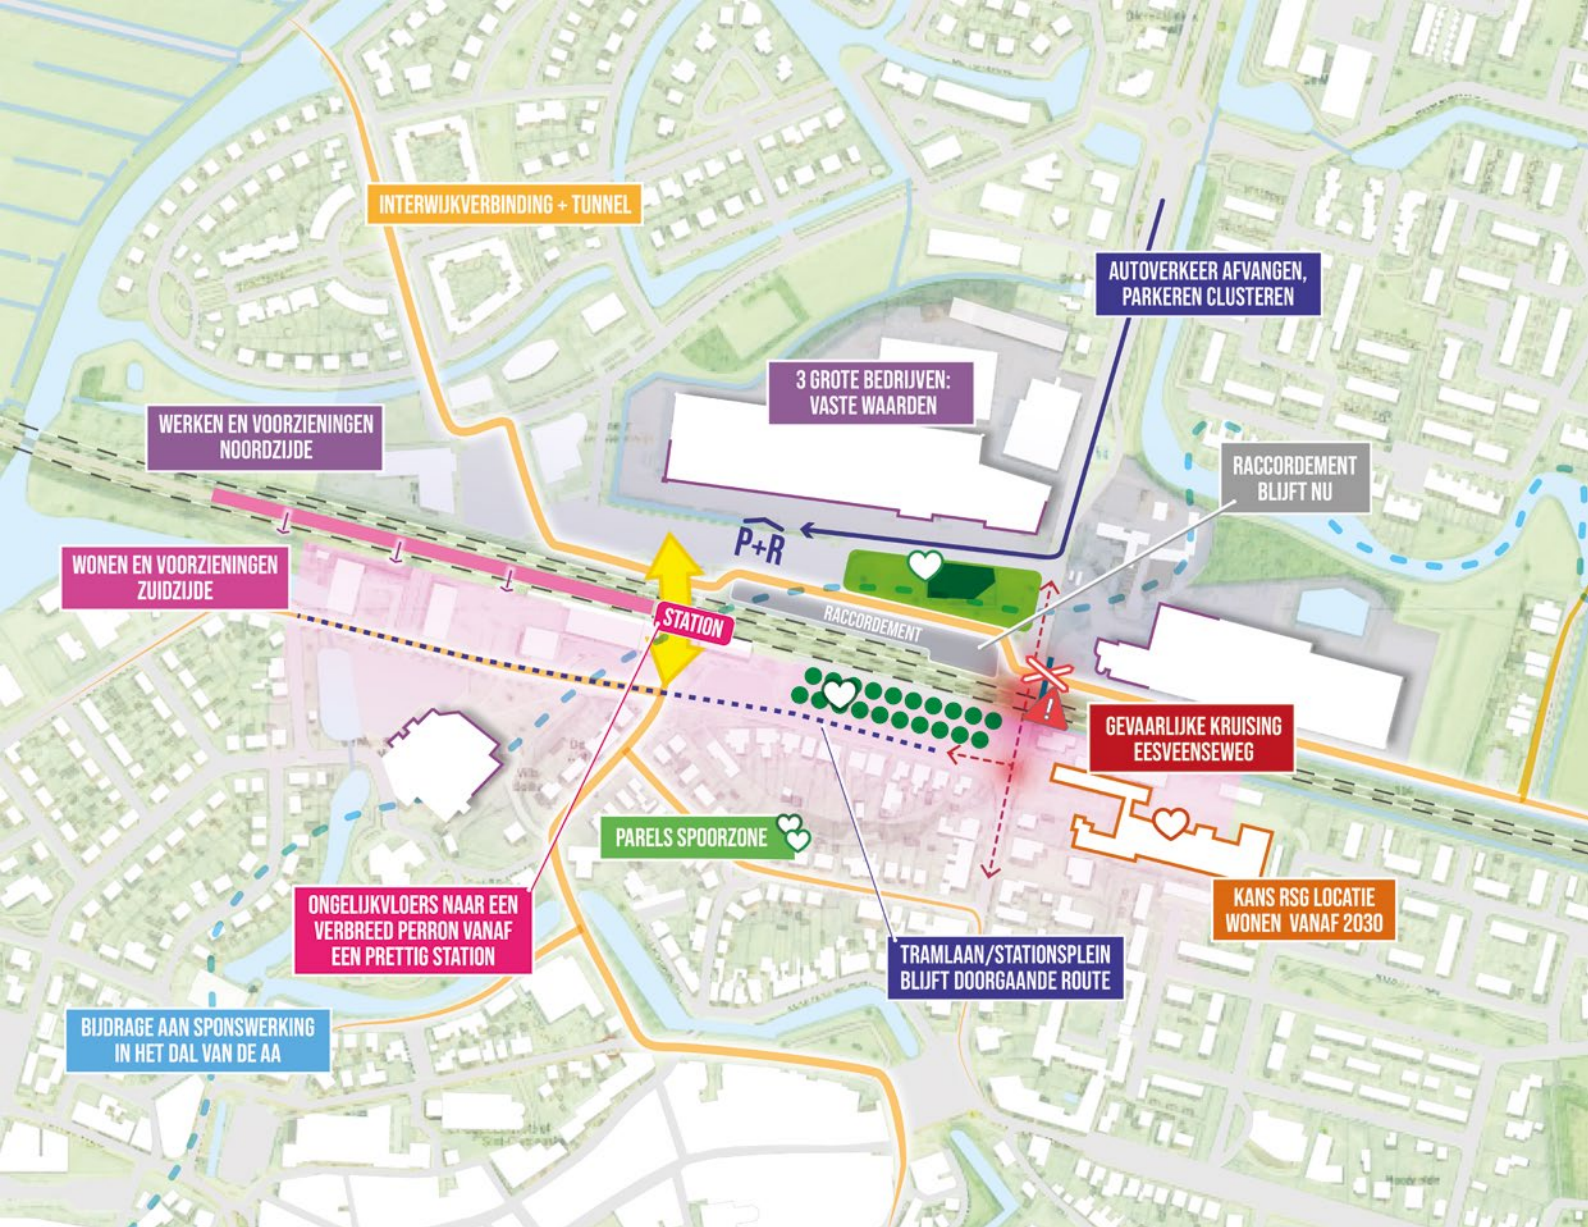 INTERWIJKVERBINDING + TUNNEL
AUTOVERKEER AFVANGEN,
PARKEREN CLUSTEREN
3 GROTE BEDRIJVEN:
VASTE WAARDEN
WERKEN EN VOORZIENINGEN
NOORDZIJDE
RACCORDEMENT
BLIJFT NU
P+R
WONEN EN VOORZIENINGEN
ZUIDZIJDE
STATION
RACCORDEMENT
!
GEVAARLIJKE KRUISING
EESVEENSEWEG
PARELS SPOORZONE
ONGELIJKVLOERS NAAR EEN
VERBREED PERRON VANAF
EEN PRETTIG STATION
KANS RSG LOCATIE
WONEN VANAF 2030
TRAMLAAN/STATIONSPLEIN
BLIJFT DOORGAANDE ROUTE
BIJDRAGE AAN SPONSWERKING
IN HET DAL VAN DE AA